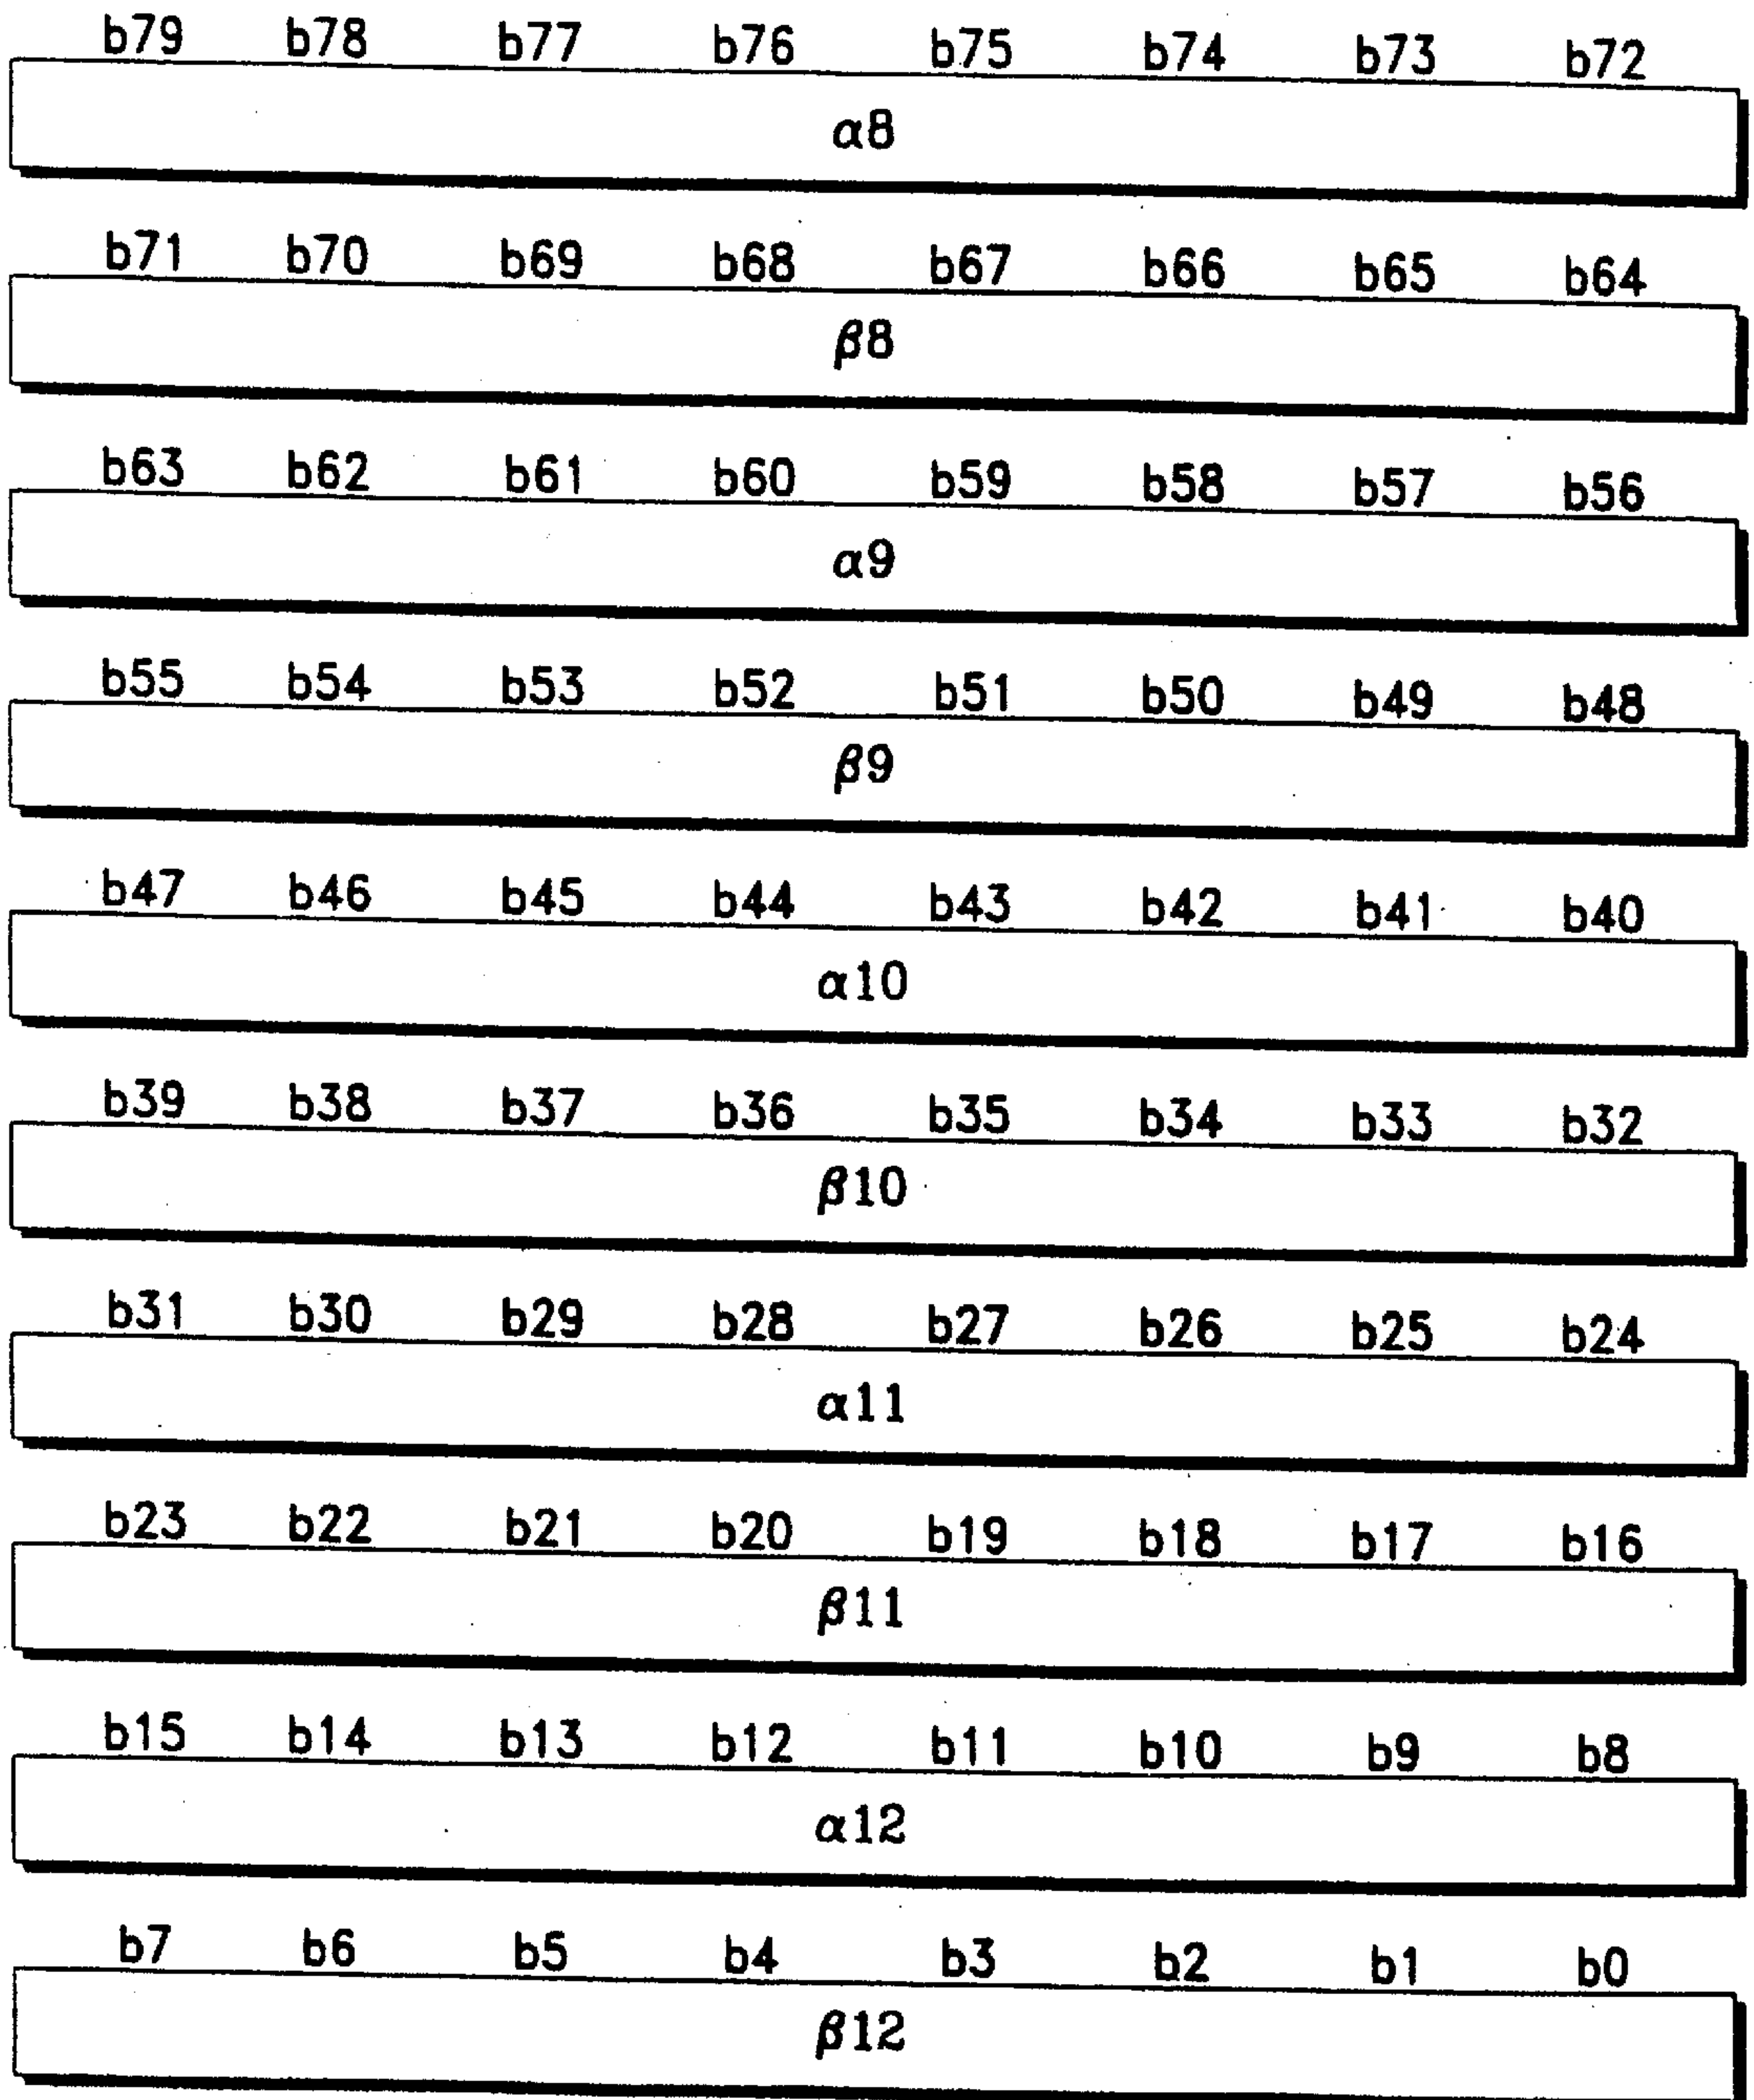 b79 b78 b77 b76 b75 b74 b73 b72
α8
b71 b70 b69 b68 b67 b66 b65 b64
β8
b63 b62 b61 b60 b59 b58 b57 b56
α9
b55 b54 b53 b52 b51 b50 b49 b48
β9
b47 b46 b45 b44 b43 b42 b41 b40
α10
b39 b38 b37 b36 b35 b34 b33 b32
β10
b31 b30 b29 b28 b27 b26 b25 b24
α11
b23 b22 b21 b20 b19 b18 b17 b16
β11
b15 b14 b13 b12 b11 b10 b9 b8
α12
b7 b6 b5 b4 b3 b2 b1 b0
β12